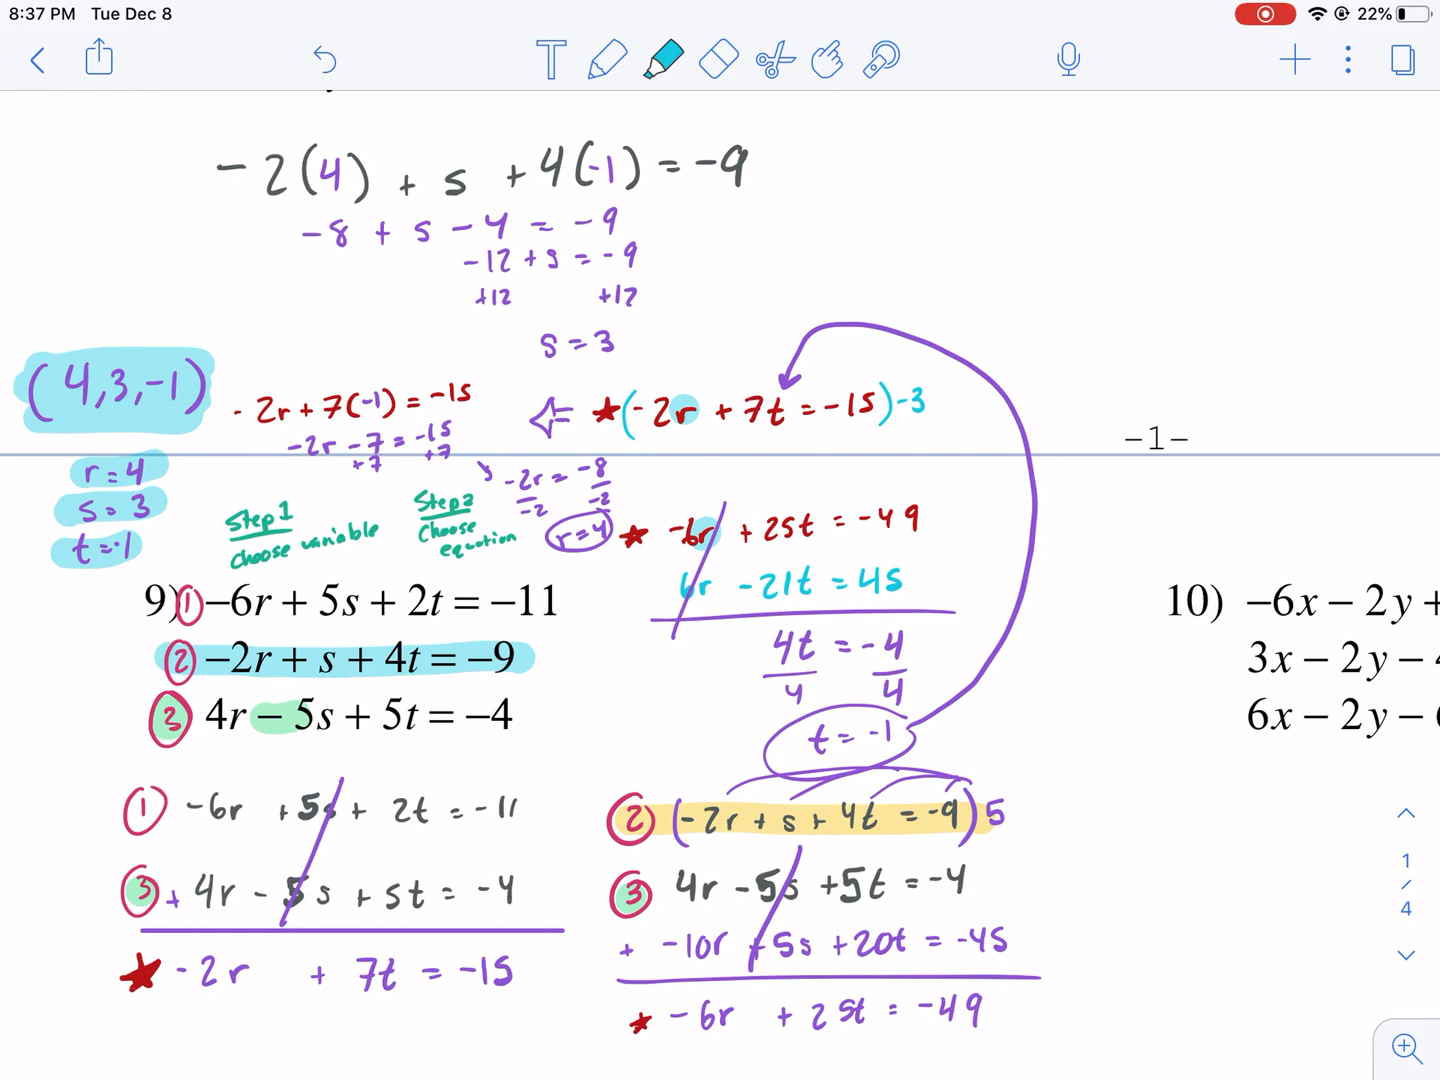 8:37 PM Tue Dec 8 22%
T
-2(4) + s + 4(-1) = -9
-8 + s - 4 = -9
-12 + s = -9
+12 +12
s = 3
(4,3,-1)
r = 4
s = 3
t = -1
-2r + 7(-1) = -15
-2r - 7 = -15
+7 +7
-2r = -8
-2 -2
r = 4
★(-2r + 7t = -15)-3
-1-
Step 1
choose variable
Step 2
choose
equation
★ -6r + 25t = -49
6r - 21t = 45
4t = -4
4 4
t = -1
9) ① −6r + 5s + 2t = −11
② −2r + s + 4t = −9
③ 4r − 5s + 5t = −4
10) −6x − 2y +
3x − 2y −
6x − 2y −
① -6r + 5s + 2t = -11
③ + 4r - 5s + 5t = -4
★ -2r + 7t = -15
② (-2r + s + 4t = -9)5
③ 4r - 5s + 5t = -4
+ -10r +5s + 20t = -45
★ -6r + 25t = -49
1
/
4